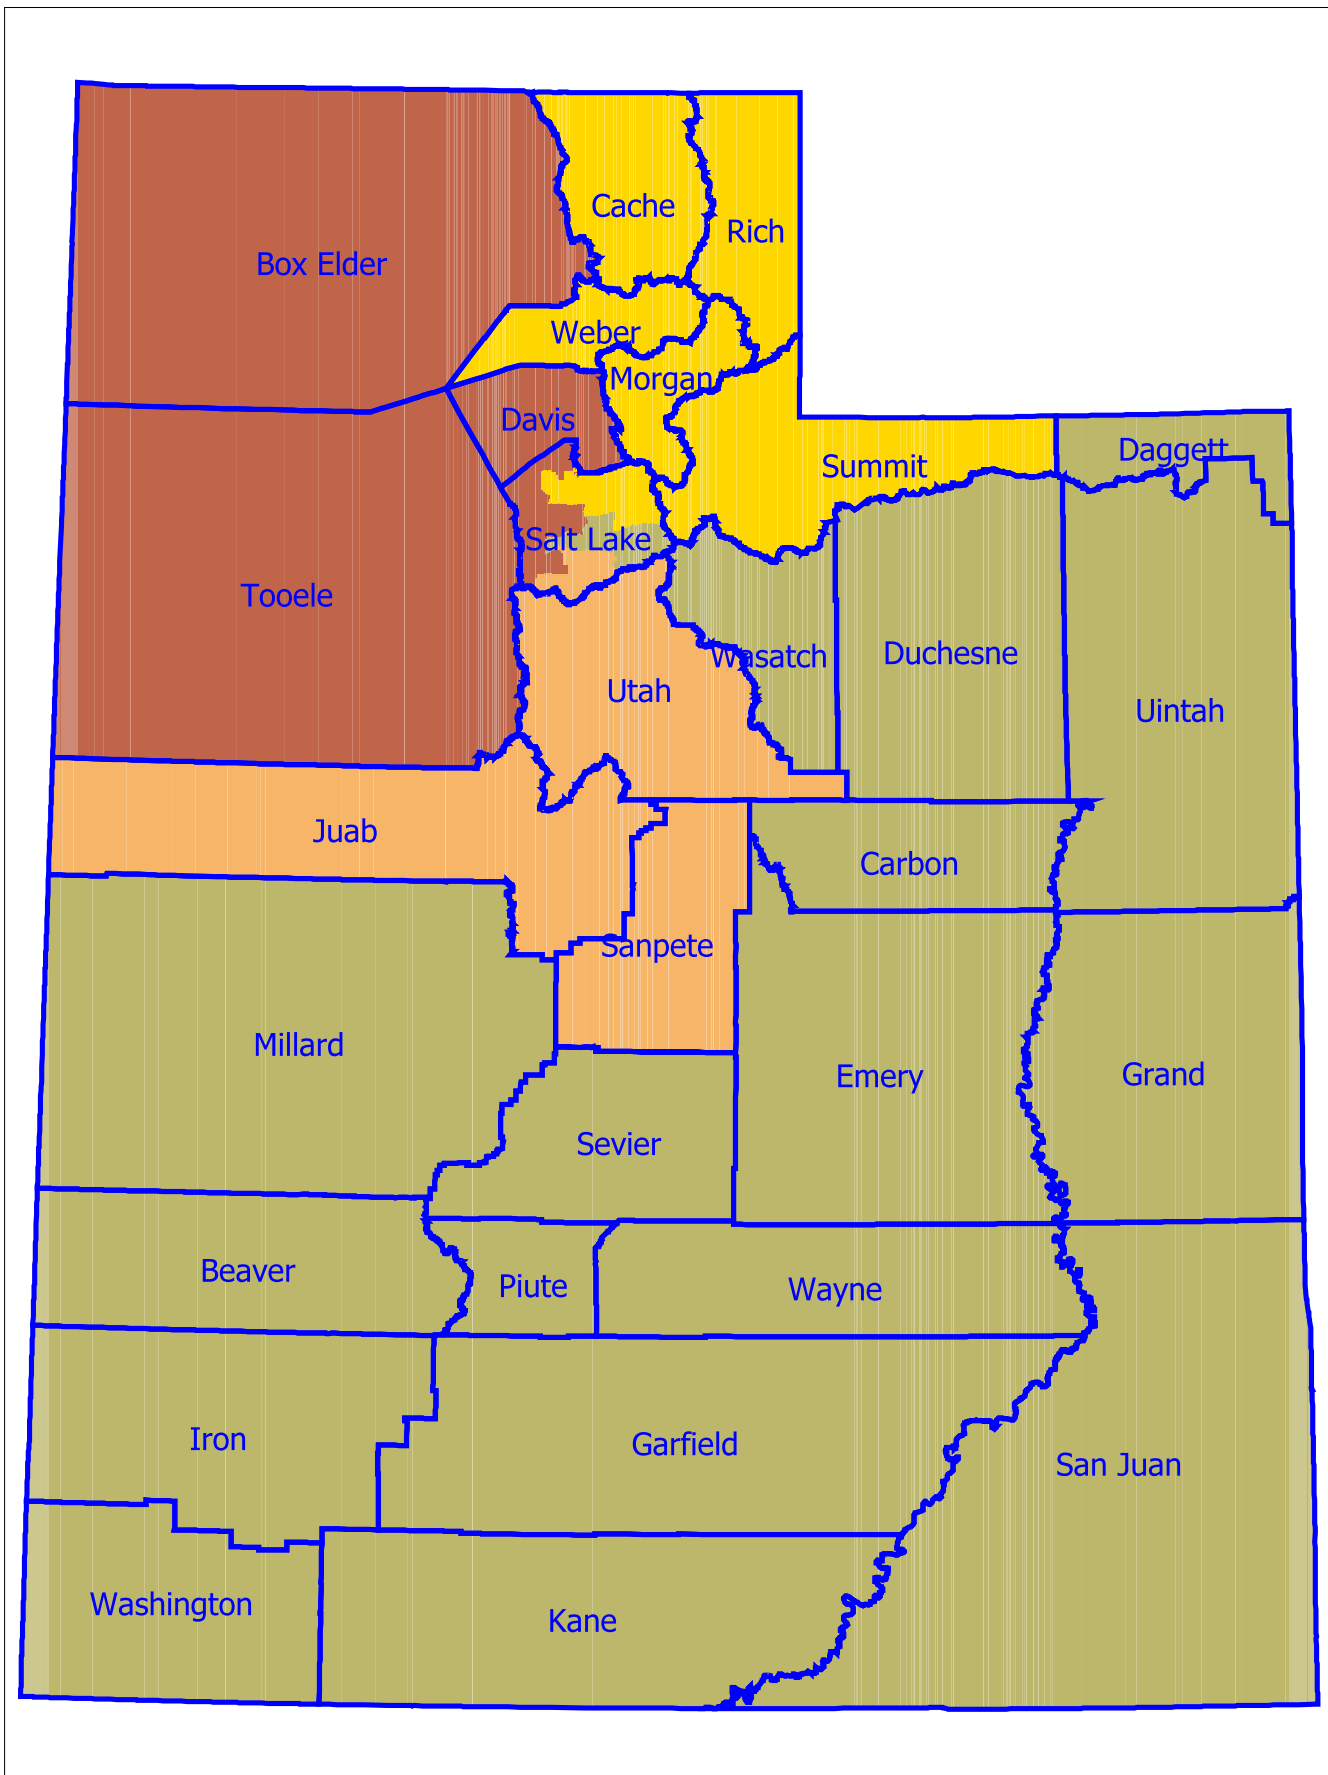 Cache
Rich
Box Elder
Weber
Morgan
Davis
Daggett
Summit
Salt Lake
Tooele
Wasatch
Duchesne
Utah
Uintah
Juab
Carbon
Sanpete
Millard
Emery
Grand
Sevier
Beaver
Piute
Wayne
Iron
Garfield
San Juan
Washington
Kane